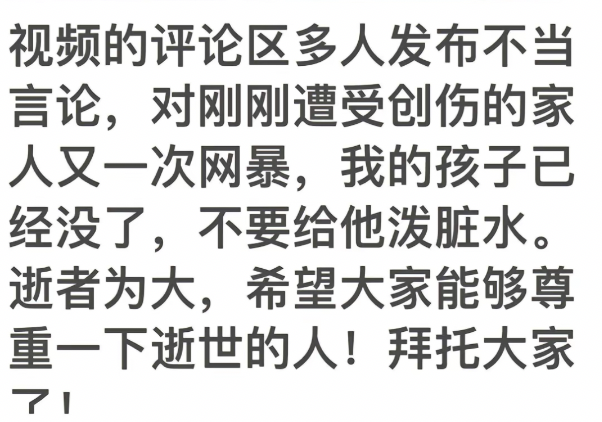 视频的评论区多人发布不当
言论，对刚刚遭受创伤的家
人又一次网暴，我的孩子已
经没了，不要给他泼脏水。
逝者为大，希望大家能够尊
重一下逝世的人！拜托大家
了！